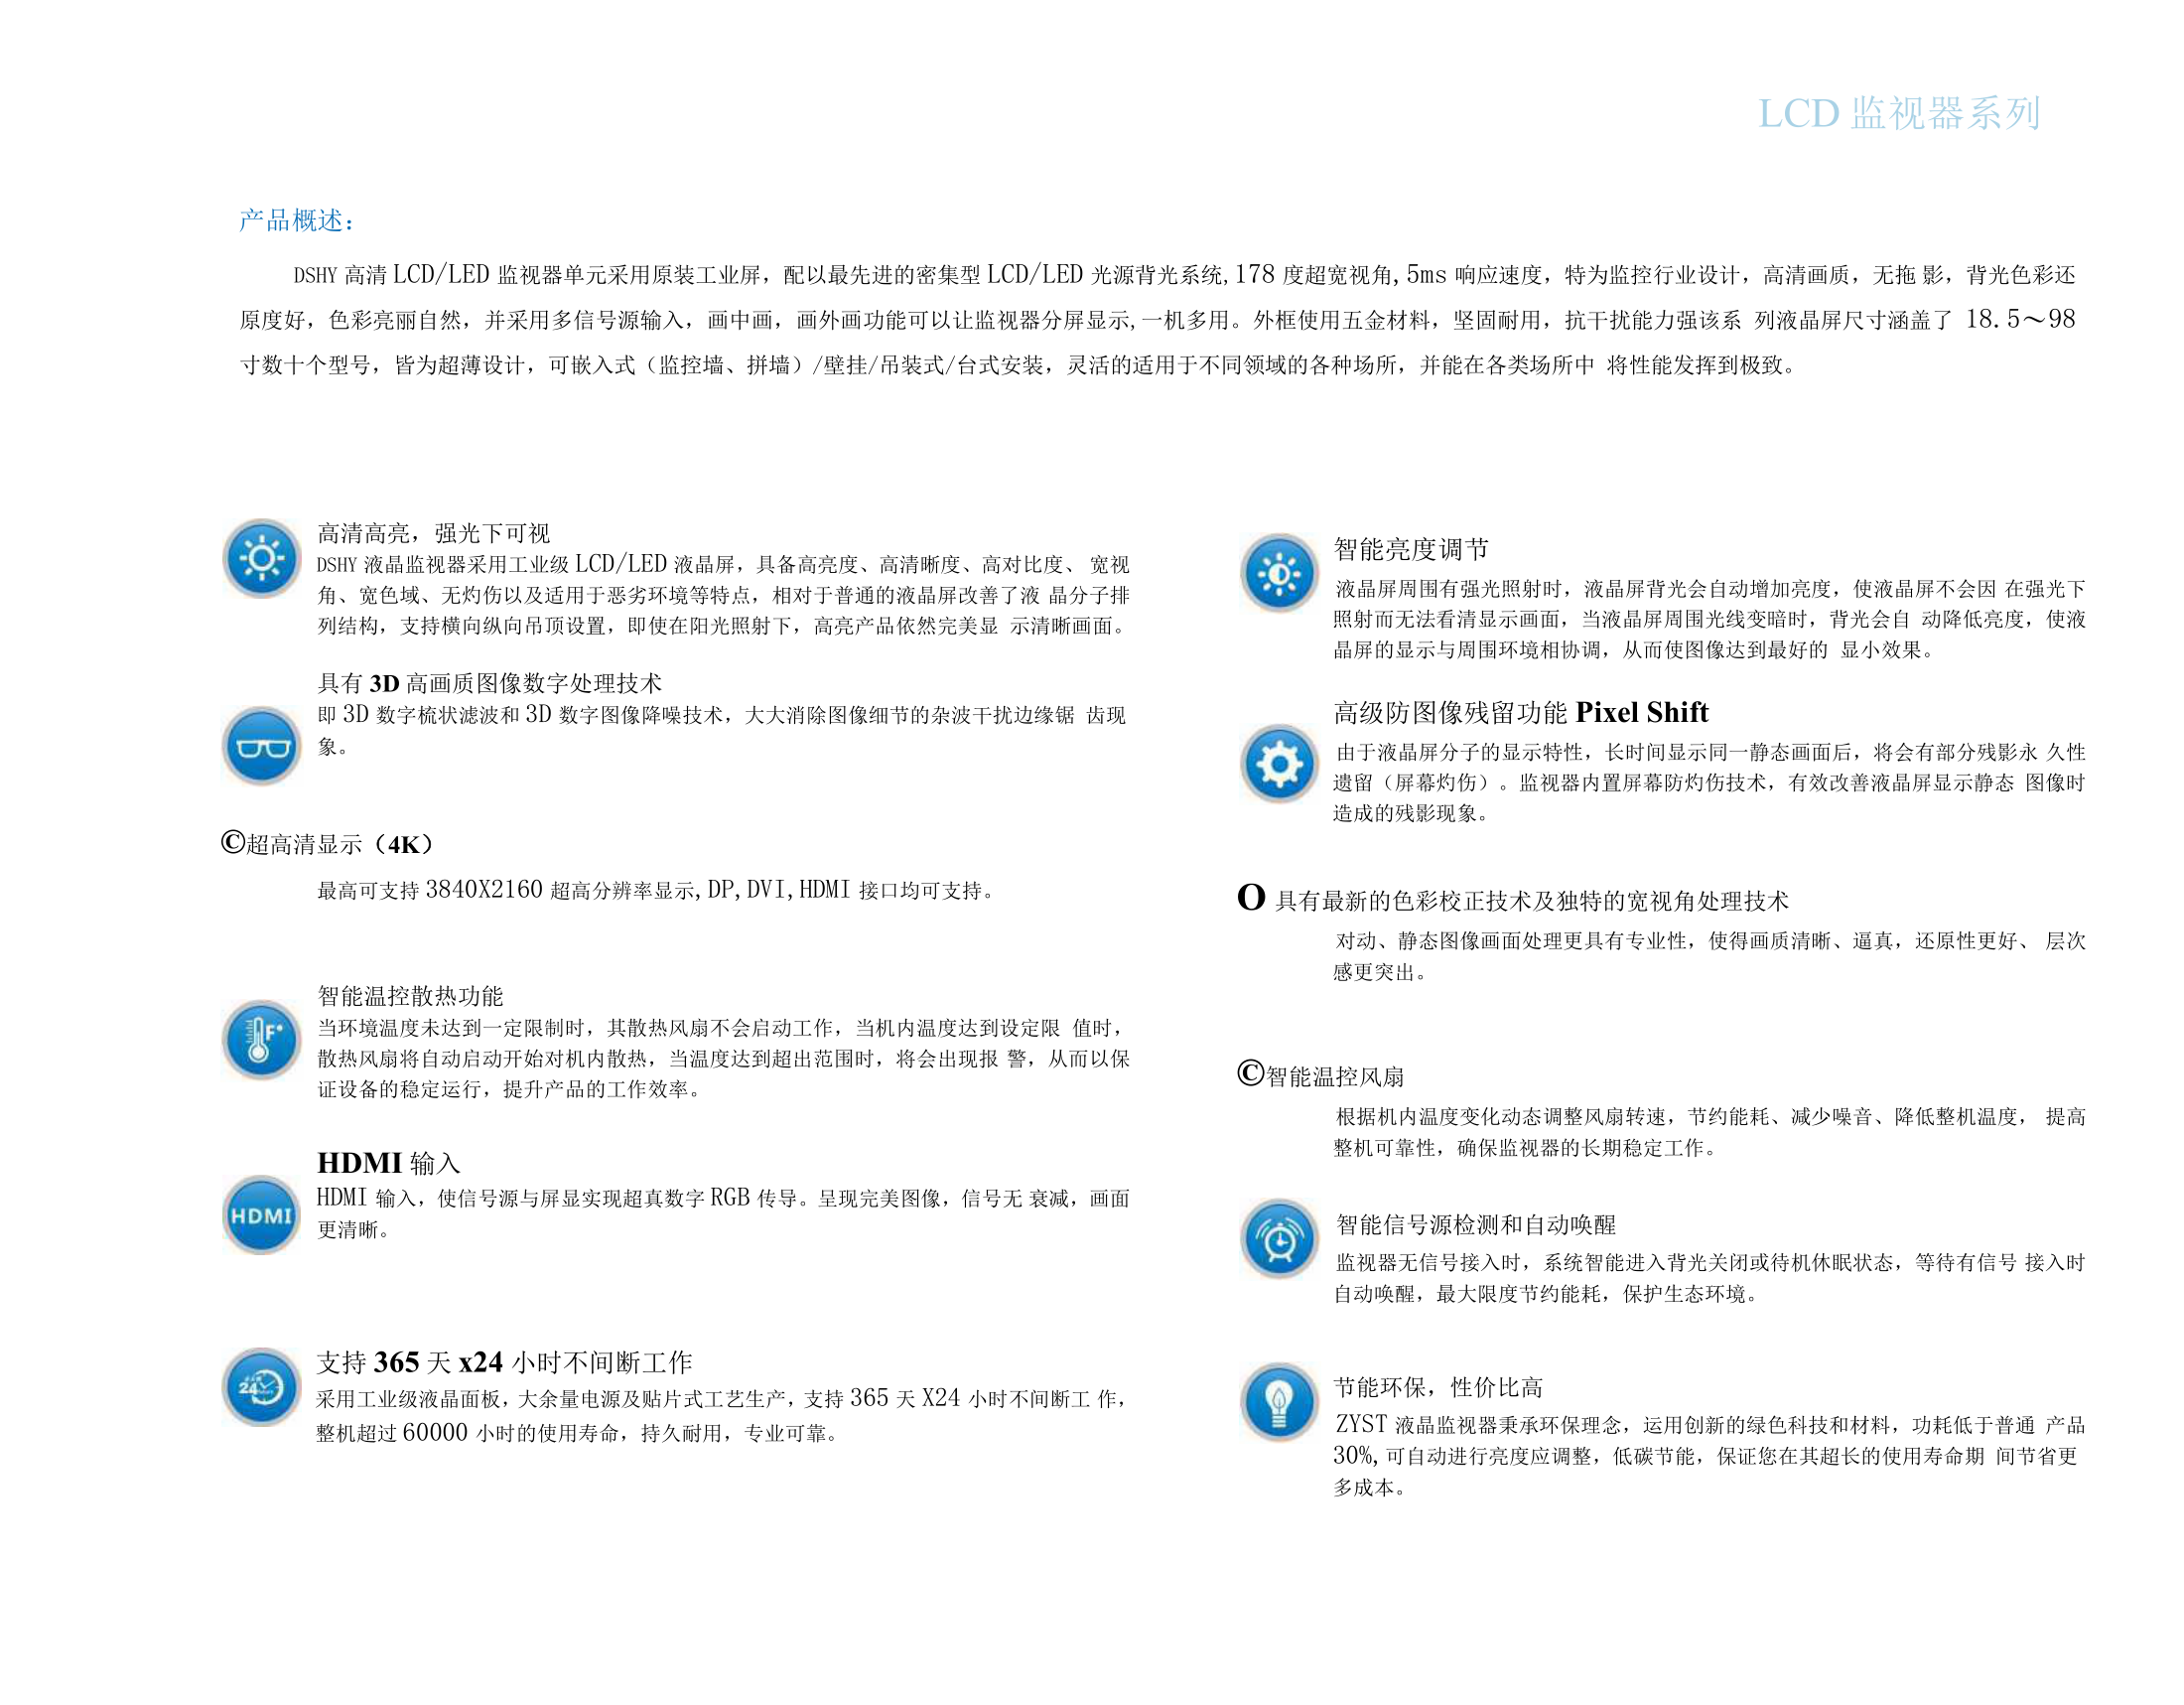 LCD 监视器系列
产品概述：
DSHY 高清 LCD/LED 监视器单元采用原装工业屏，配以最先进的密集型 LCD/LED 光源背光系统,178 度超宽视角,5ms 响应速度，特为监控行业设计，高清画质，无拖 影，背光色彩还
原度好，色彩亮丽自然，并采用多信号源输入，画中画，画外画功能可以让监视器分屏显示,一机多用。外框使用五金材料，坚固耐用，抗干扰能力强该系 列液晶屏尺寸涵盖了 18.5～98
寸数十个型号，皆为超薄设计，可嵌入式（监控墙、拼墙）/壁挂/吊装式/台式安装，灵活的适用于不同领域的各种场所，并能在各类场所中 将性能发挥到极致。
高清高亮，强光下可视
DSHY 液晶监视器采用工业级 LCD/LED 液晶屏，具备高亮度、高清晰度、高对比度、 宽视
角、宽色域、无灼伤以及适用于恶劣环境等特点，相对于普通的液晶屏改善了液 晶分子排
列结构，支持横向纵向吊顶设置，即使在阳光照射下，高亮产品依然完美显 示清晰画面。
具有 3D 高画质图像数字处理技术
即 3D 数字梳状滤波和 3D 数字图像降噪技术，大大消除图像细节的杂波干扰边缘锯 齿现
象。
©超高清显示（4K）
最高可支持 3840X2160 超高分辨率显示,DP,DVI,HDMI 接口均可支持。
F°
智能温控散热功能
当环境温度未达到一定限制时，其散热风扇不会启动工作，当机内温度达到设定限 值时，
散热风扇将自动启动开始对机内散热，当温度达到超出范围时，将会出现报 警，从而以保
证设备的稳定运行，提升产品的工作效率。
HDMI
HDMI 输入
HDMI 输入，使信号源与屏显实现超真数字 RGB 传导。呈现完美图像，信号无 衰减，画面
更清晰。
24
支持 365 天 x24 小时不间断工作
采用工业级液晶面板，大余量电源及贴片式工艺生产，支持 365 天 X24 小时不间断工 作，
整机超过 60000 小时的使用寿命，持久耐用，专业可靠。
智能亮度调节
液晶屏周围有强光照射时，液晶屏背光会自动增加亮度，使液晶屏不会因 在强光下
照射而无法看清显示画面，当液晶屏周围光线变暗时，背光会自 动降低亮度，使液
晶屏的显示与周围环境相协调，从而使图像达到最好的 显小效果。
高级防图像残留功能 Pixel Shift
由于液晶屏分子的显示特性，长时间显示同一静态画面后，将会有部分残影永 久性
遗留（屏幕灼伤）。监视器内置屏幕防灼伤技术，有效改善液晶屏显示静态 图像时
造成的残影现象。
O 具有最新的色彩校正技术及独特的宽视角处理技术
对动、静态图像画面处理更具有专业性，使得画质清晰、逼真，还原性更好、 层次
感更突出。
©智能温控风扇
根据机内温度变化动态调整风扇转速，节约能耗、减少噪音、降低整机温度， 提高
整机可靠性，确保监视器的长期稳定工作。
智能信号源检测和自动唤醒
监视器无信号接入时，系统智能进入背光关闭或待机休眠状态，等待有信号 接入时
自动唤醒，最大限度节约能耗，保护生态环境。
节能环保，性价比高
ZYST 液晶监视器秉承环保理念，运用创新的绿色科技和材料，功耗低于普通 产品
30%,可自动进行亮度应调整，低碳节能，保证您在其超长的使用寿命期 间节省更
多成本。